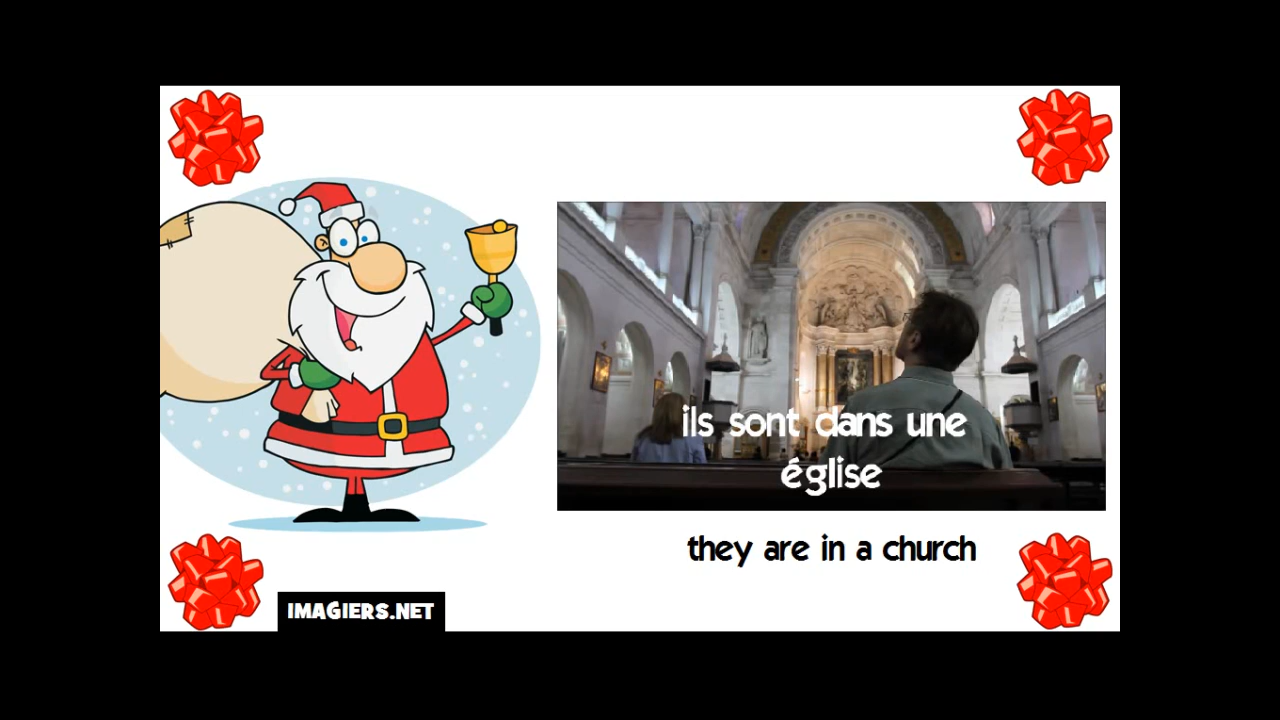 ils sont dans une
église
they are in a church
IMAGIERS.NET